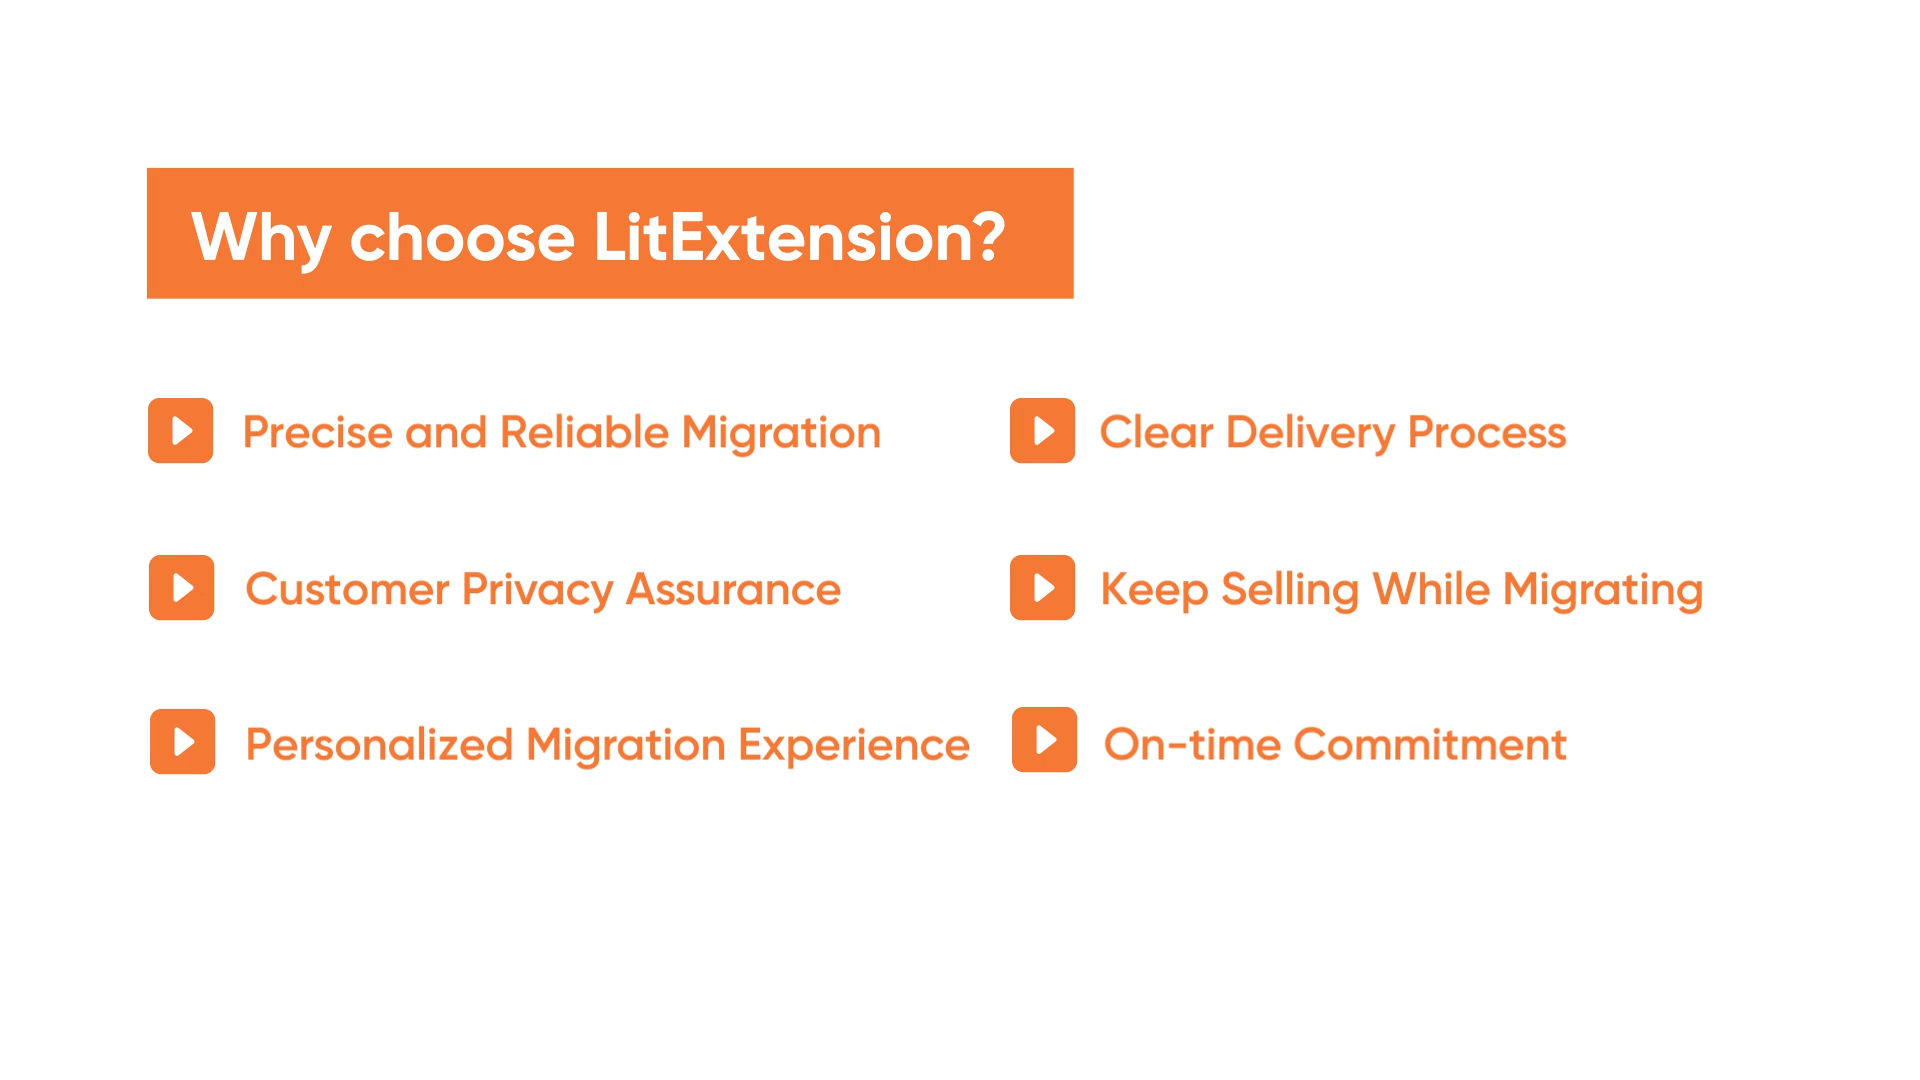 Why choose LitExtension?
Precise and Reliable Migration
Clear Delivery Process
Customer Privacy Assurance
Keep Selling While Migrating
Personalized Migration Experience
On-time Commitment